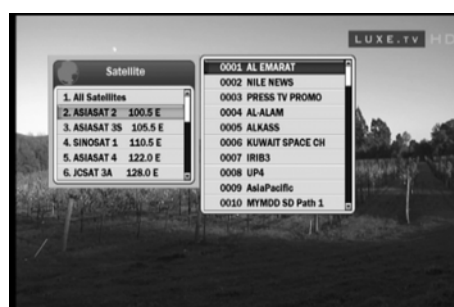 LUXE.TV HD
Satellite
1. All Satellites
2. ASIASAT 2 100.5 E
3. ASIASAT 3S 105.5 E
4. SINOSAT 1 110.5 E
5. ASIASAT 4 122.0 E
6. JCSAT 3A 128.0 E
0001 AL EMARAT
0002 NILE NEWS
0003 PRESS TV PROMO
0004 AL-ALAM
0005 ALKASS
0006 KUWAIT SPACE CH
0007 IRIB3
0008 UP4
0009 AsiaPacific
0010 MYMDD SD Path 1